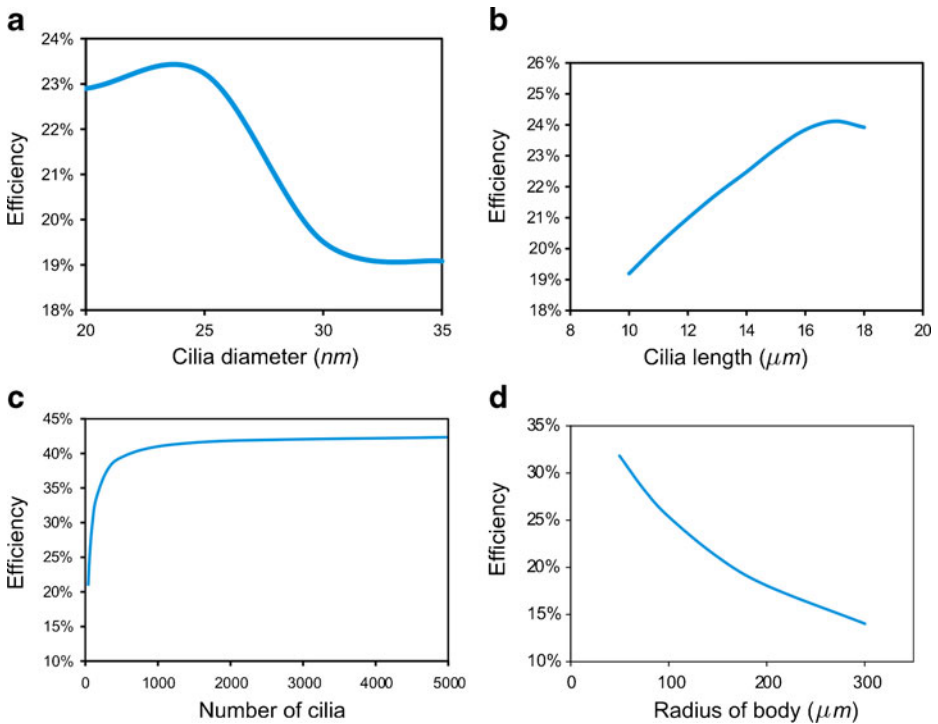 a
24%
23%
22%
21%
20%
19%
18%
Efficiency
20 25 30 35
Cilia diameter (nm)
b
26%
25%
24%
23%
22%
21%
20%
19%
18%
Efficiency
8 10 12 14 16 18 20
Cilia length (μm)
c
45%
40%
35%
30%
25%
20%
15%
10%
Efficiency
0 1000 2000 3000 4000 5000
Number of cilia
d
35%
30%
25%
20%
15%
10%
Efficiency
0 100 200 300
Radius of body (μm)